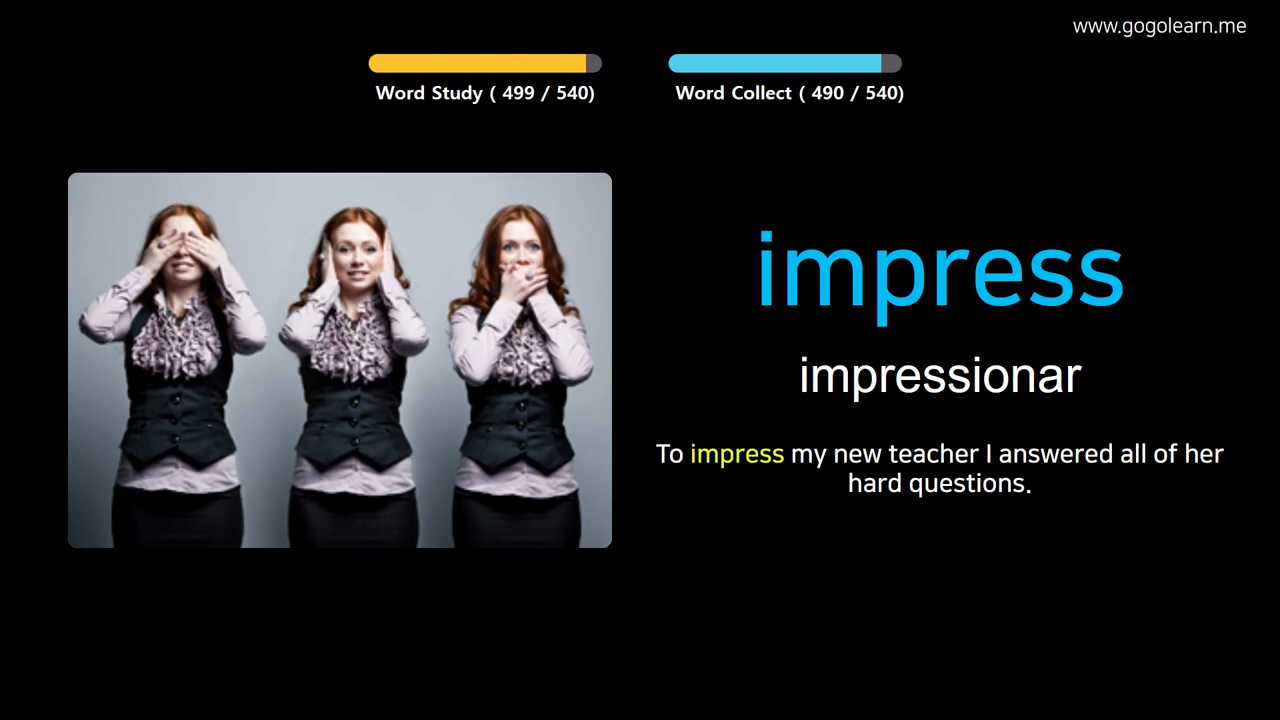 www.gogolearn.me
Word Study ( 499 / 540)
Word Collect ( 490 / 540)
impress
impressionar
To impress my new teacher I answered all of her
hard questions.